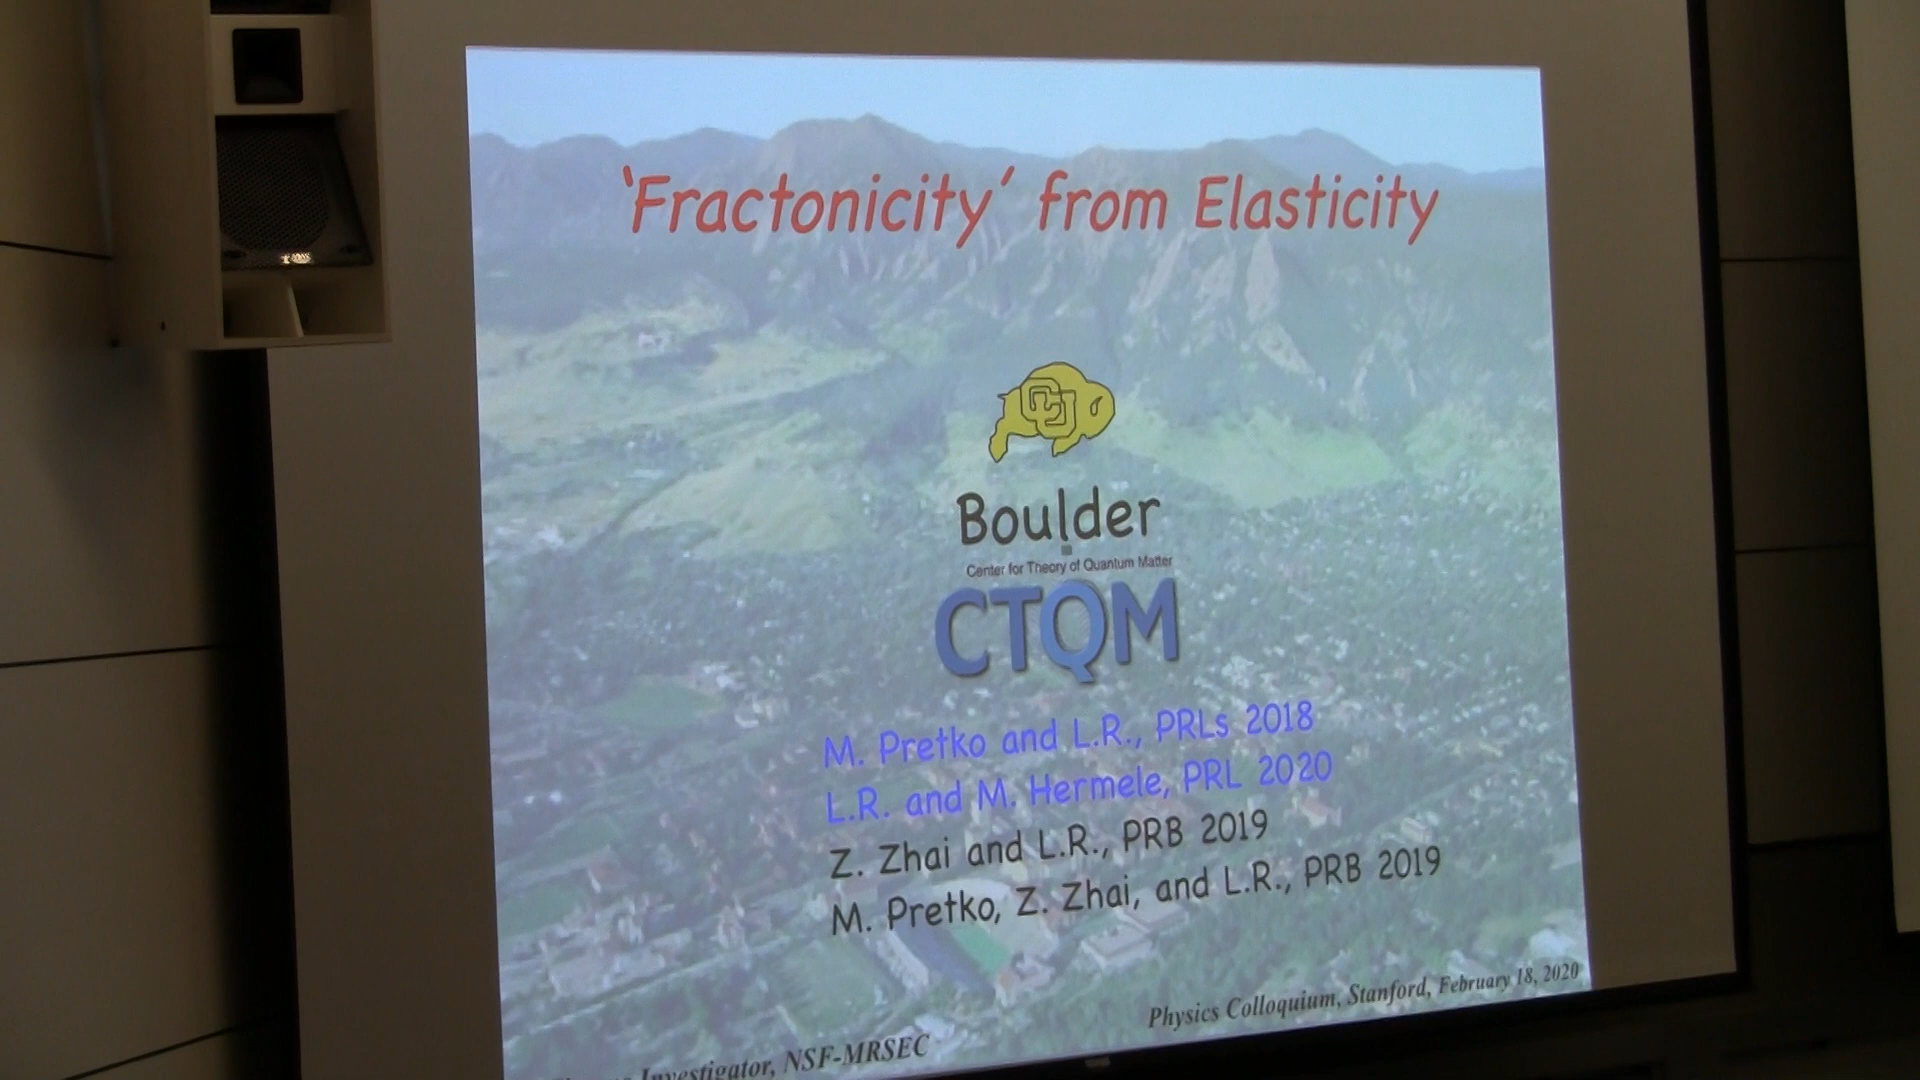 'Fractonicity' from Elasticity
CU
Boulder
Center for Theory of Quantum Matter
CTQM
M. Pretko and L.R., PRLs 2018
L.R. and M. Hermele, PRL 2020
Z. Zhai and L.R., PRB 2019
M. Pretko, Z. Zhai, and L.R., PRB 2019
Physics Colloquium, Stanford, February 18, 2020
Investigator, NSF-MRSEC